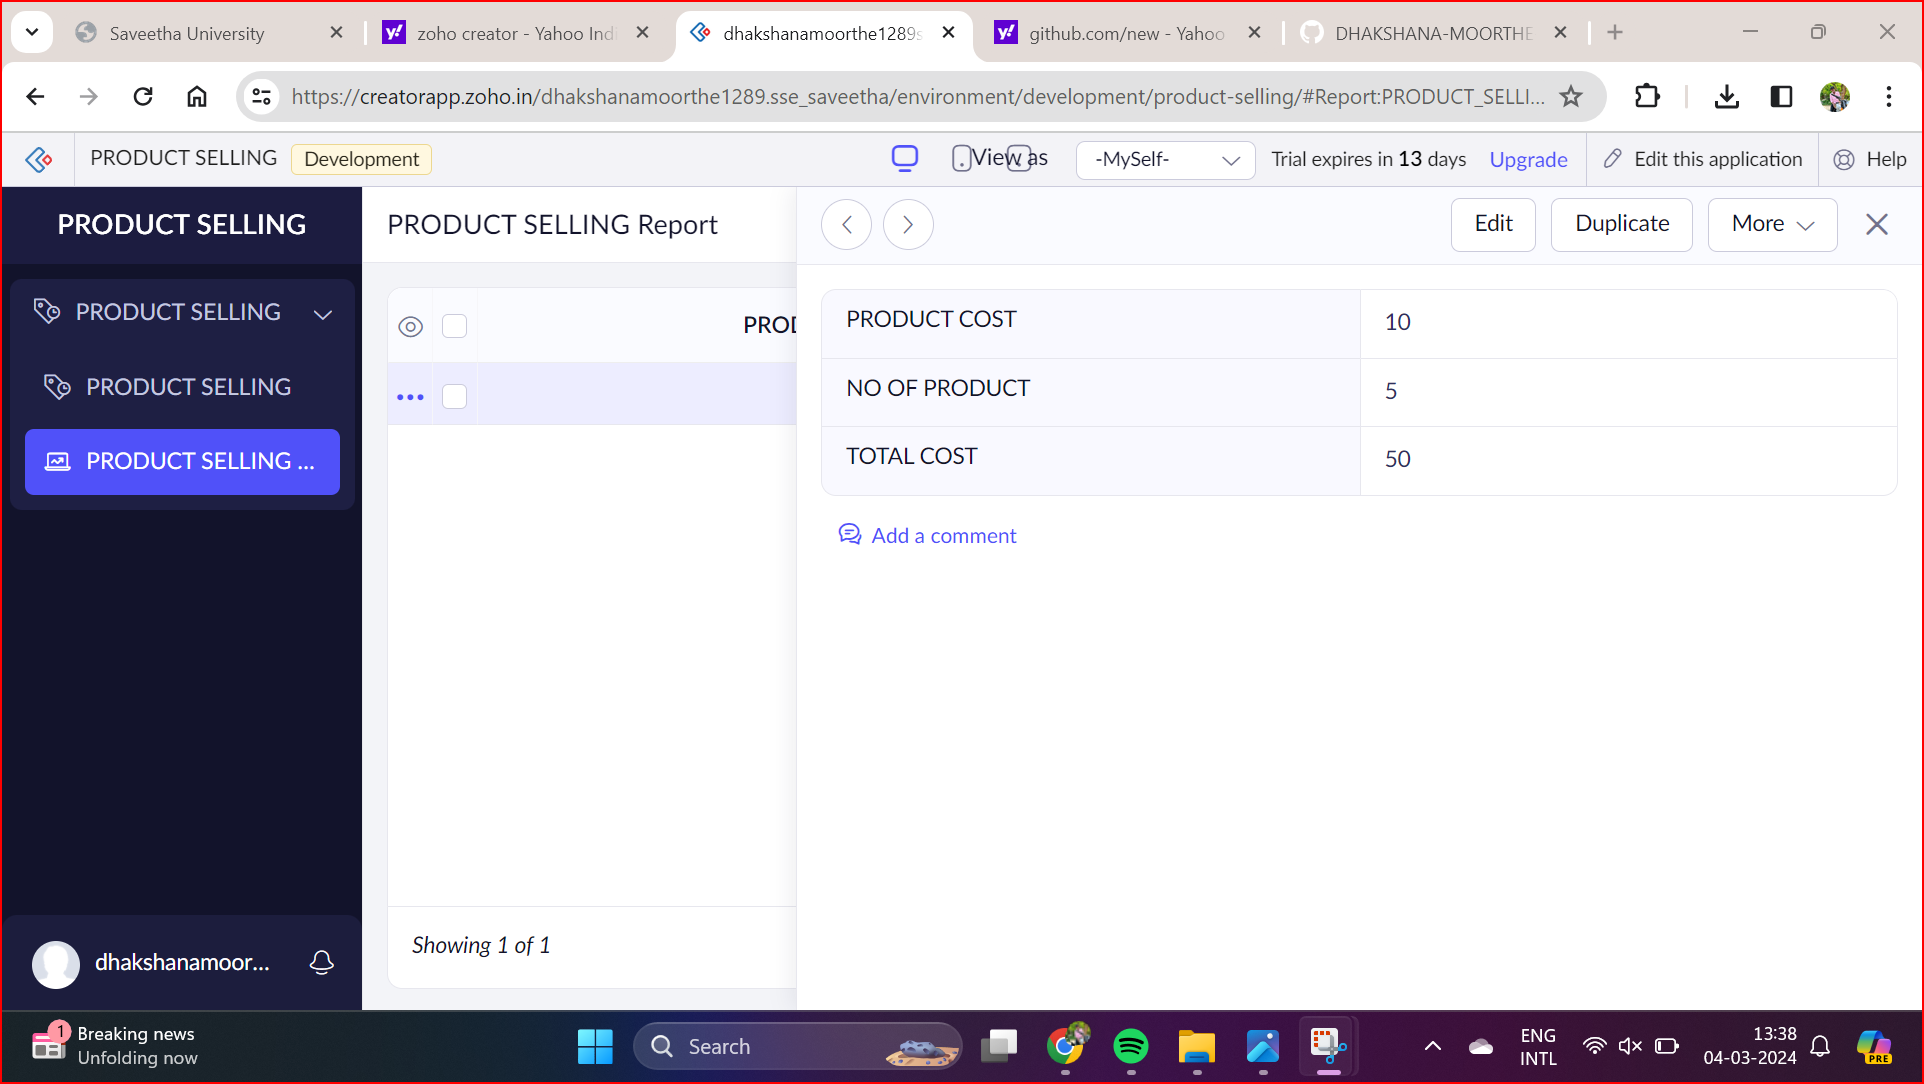 Saveetha University
zoho creator - Yahoo Indi
dhakshanamoorthe1289s
github.com/new - Yahoo
DHAKSHANA-MOORTHE
https://creatorapp.zoho.in/dhakshanamoorthe1289.sse_saveetha/environment/development/product-selling/#Report:PRODUCT_SELLI...
PRODUCT SELLING
Development
View as
-MySelf-
Trial expires in 13 days
Upgrade
Edit this application
Help
PRODUCT SELLING
PRODUCT SELLING
PRODUCT SELLING
PRODUCT SELLING ...
dhakshanamoor...
PRODUCT SELLING Report
PROD
Showing 1 of 1
Edit
Duplicate
More
PRODUCT COST
10
NO OF PRODUCT
5
TOTAL COST
50
Add a comment
1
Breaking news
Unfolding now
Search
ENG
INTL
13:38
04-03-2024
PRE